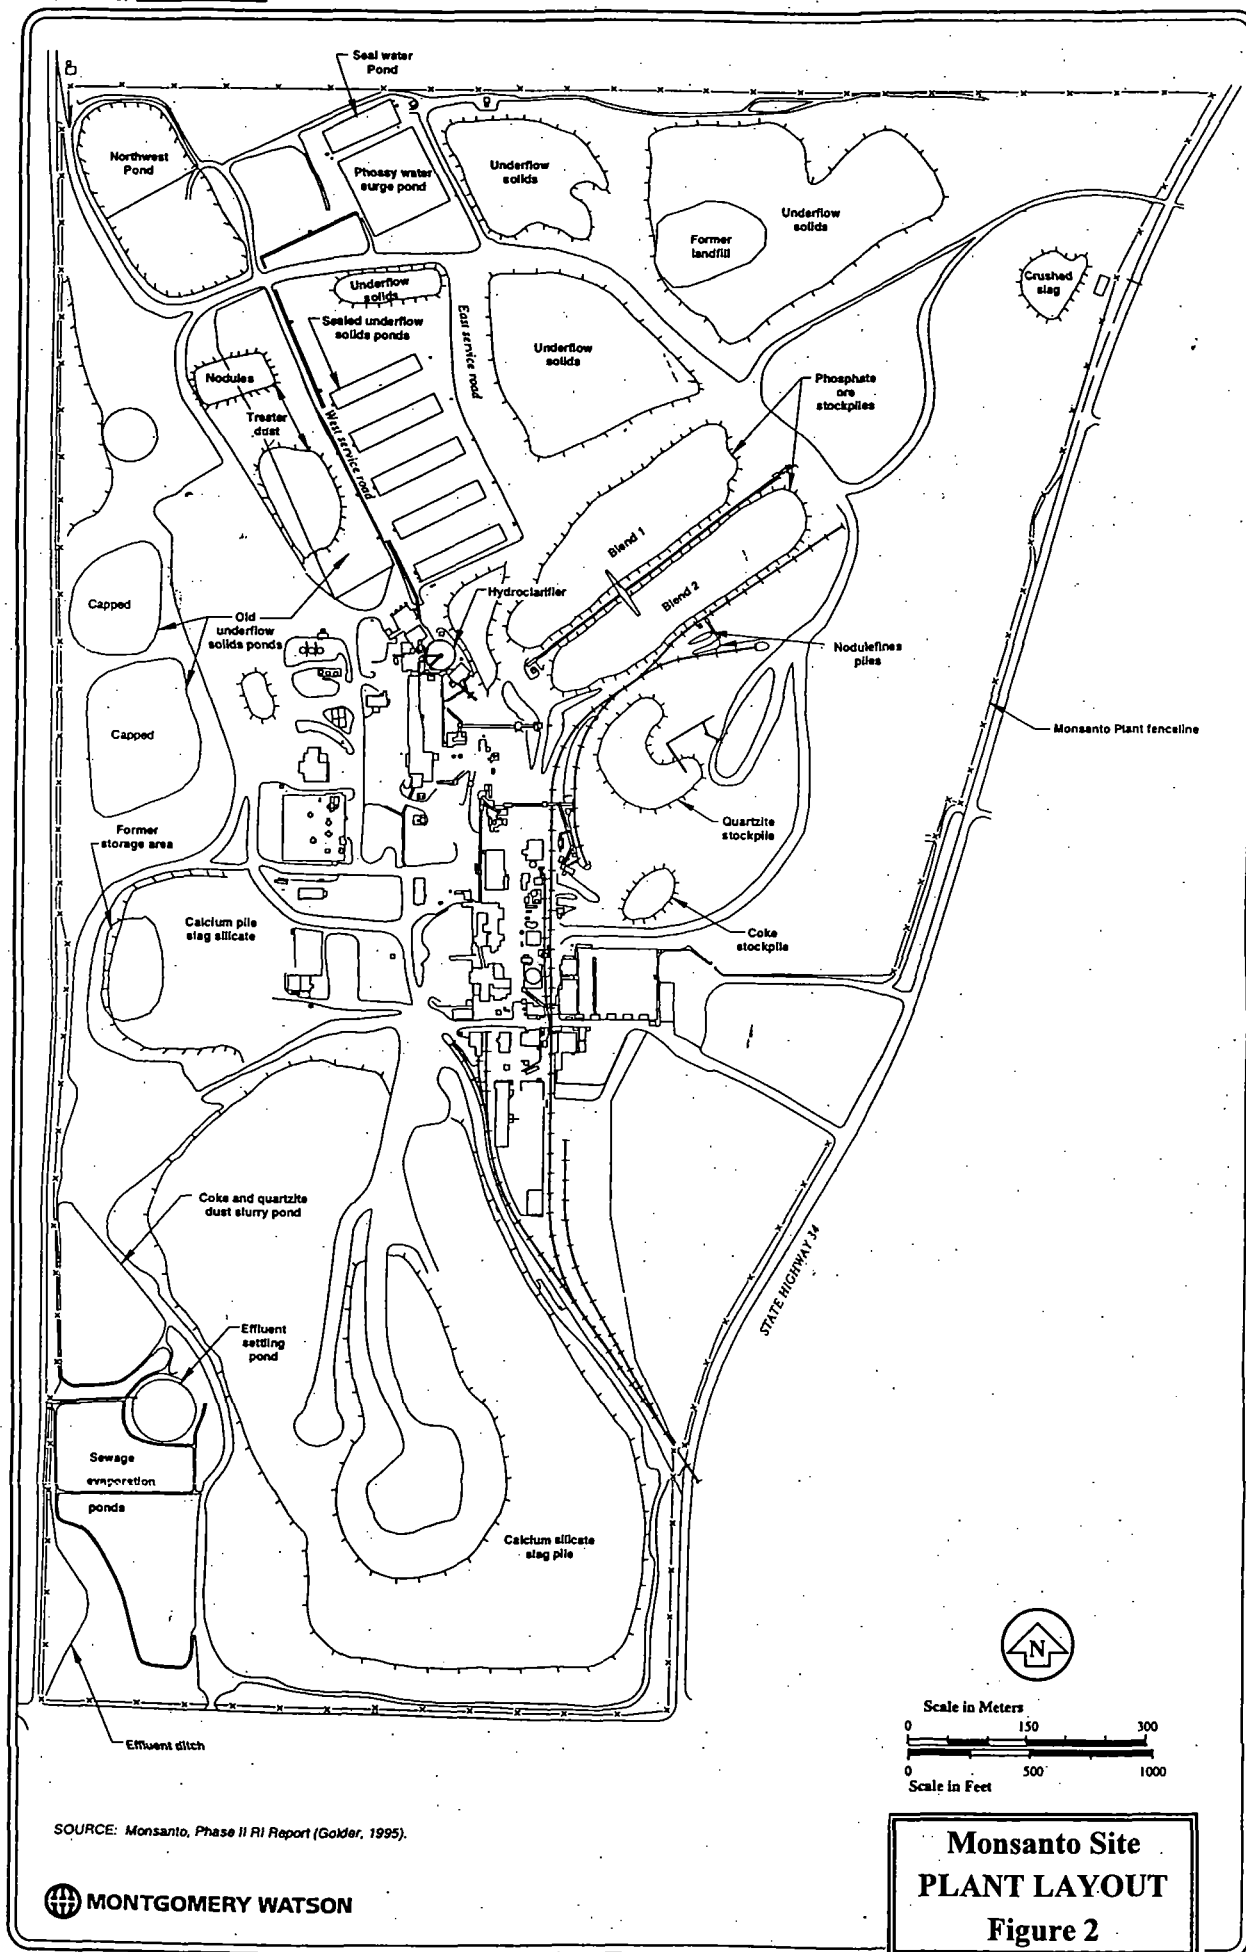 Seal water
Pond
Northwest
Pond
Phossy water
surge pond
Underflow
solids
Underflow
solids
Former
landfill
Crushed
slag
Underflow
solids
Sealed underflow
solids ponds
East service road
Underflow
solids
Nodules
Treater
dust
West service road
Phosphate
ore
stockpiles
Blend 1
Blend 2
Hydroclarifier
Capped
Old
underflow
solids ponds
Nodulefines
piles
Capped
Monsanto Plant fenceline
Quartzite
stockpile
Former
storage area
Calcium pile
slag silicate
Coke
stockpile
Coke and quartzite
dust slurry pond
STATE HIGHWAY 34
Effluent
settling
pond
Sewage
evaporation
ponds
Calcium silicate
slag pile
N
Scale in Meters
0 150 300
0 500 1000
Scale in Feet
Effluent ditch
SOURCE: Monsanto, Phase II RI Report (Golder, 1995).
MONTGOMERY WATSON
Monsanto Site
PLANT LAYOUT
Figure 2